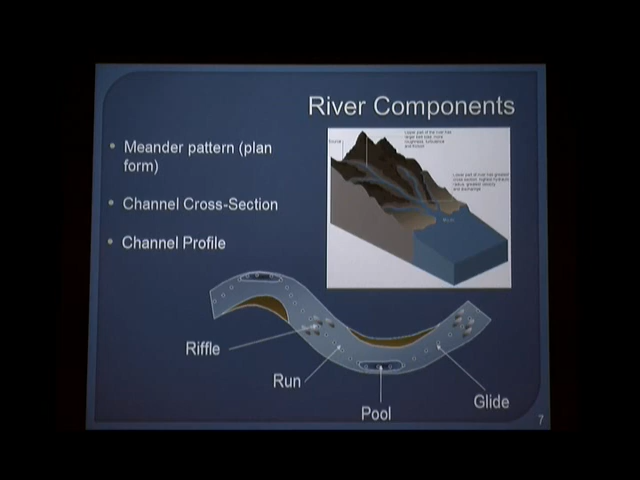 River Components
• Meander pattern (plan
form)
• Channel Cross-Section
• Channel Profile
Riffle
Run
Pool
Glide
7